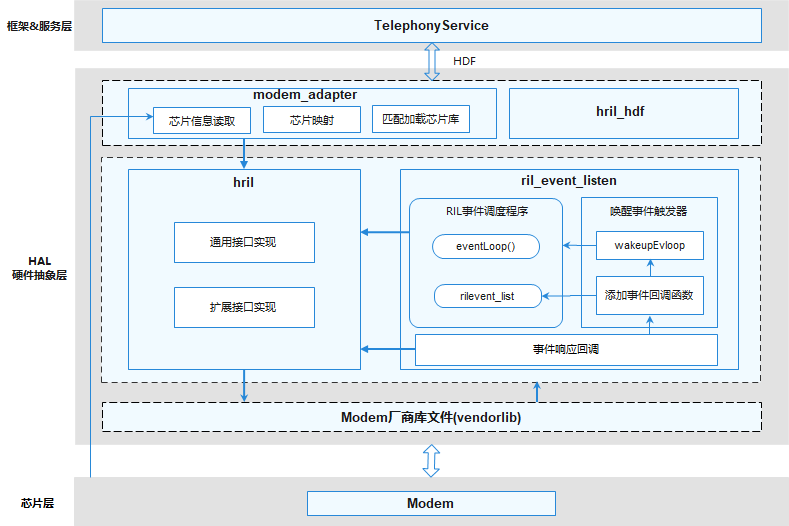 框架&服务层
TelephonyService
HDF
modem_adapter
芯片信息读取
芯片映射
匹配加载芯片库
hril_hdf
HAL
硬件抽象层
hril
通用接口实现
扩展接口实现
ril_event_listen
RIL事件调度程序
eventLoop()
rilevent_list
唤醒事件触发器
wakeupEvloop
添加事件回调函数
事件响应回调
Modem厂商库文件(vendorlib)
芯片层
Modem